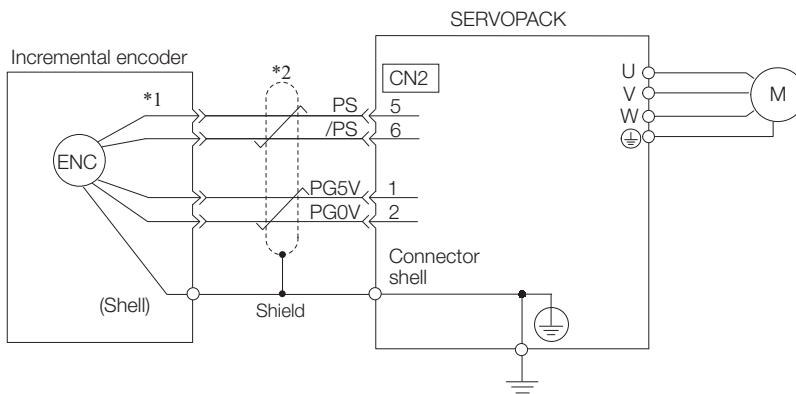 SERVOPACK
Incremental encoder
*1
*2
CN2
U
V
W
M
PS 5
/PS 6
ENC
PG5V 1
PG0V 2
Connector
shell
(Shell)
Shield